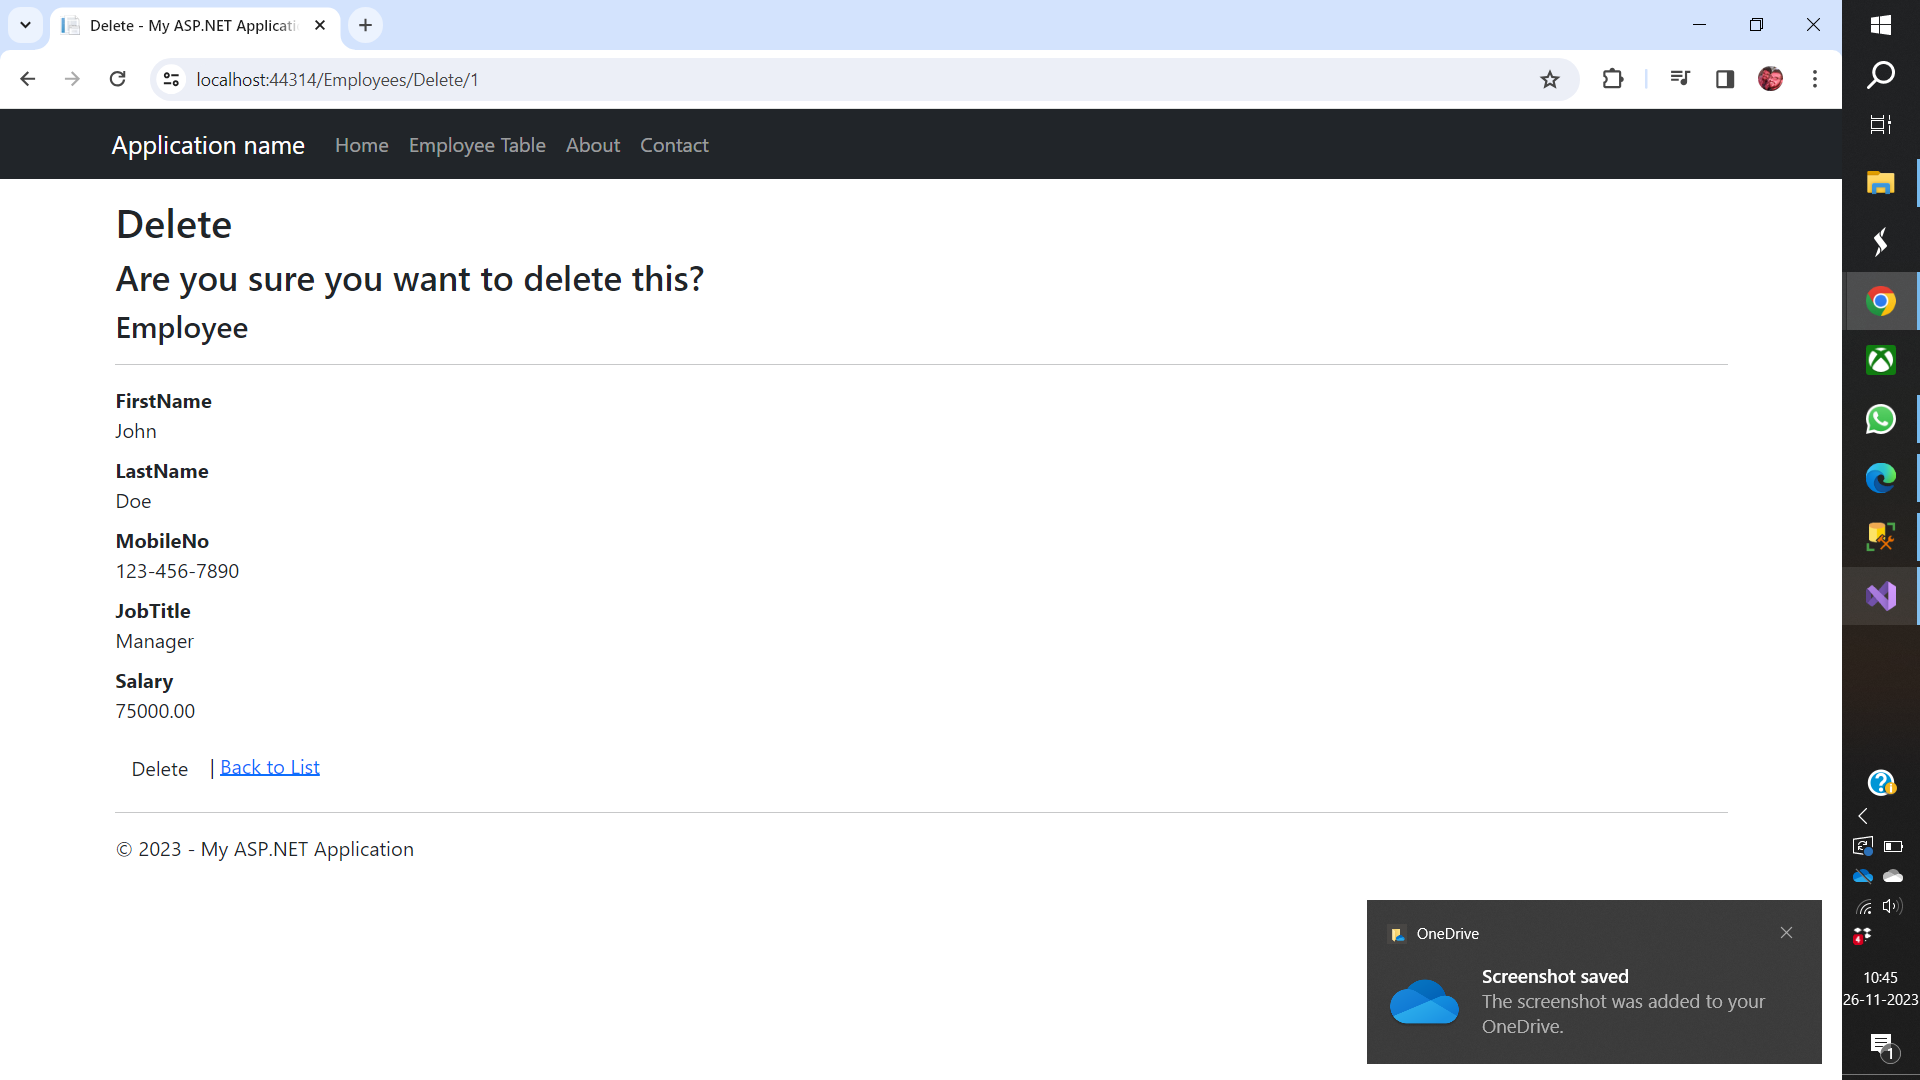 Delete - My ASP.NET Applicati
localhost:44314/Employees/Delete/1
Application name Home Employee Table About Contact
Delete
Are you sure you want to delete this?
Employee
FirstName
John
LastName
Doe
MobileNo
123-456-7890
JobTitle
Manager
Salary
75000.00
Delete | Back to List
© 2023 - My ASP.NET Application
OneDrive
Screenshot saved
The screenshot was added to your
OneDrive.
4
10:45
26-11-2023
1